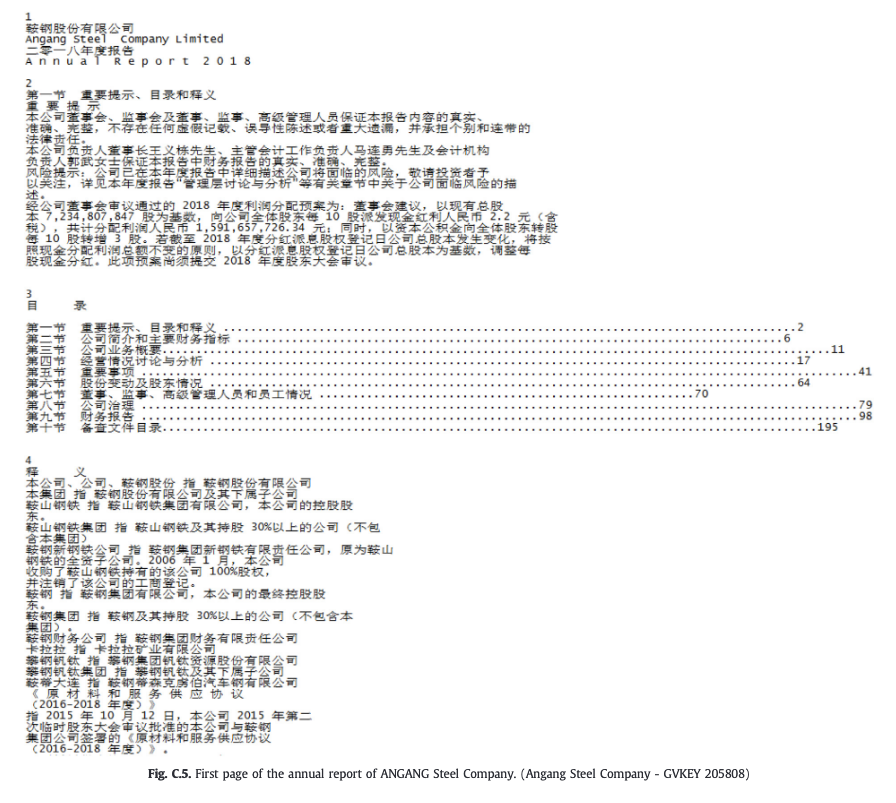 1
鞍钢股份有限公司
Angang Steel Company Limited
二零一八年度报告
A n n u a l R e p o r t 2 0 1 8
2
第一节 重要提示、目录和释义
重 要 提 示
本公司董事会、监事会及董事、监事、高级管理人员保证本报告内容的真实、
准确、完整，不存在任何虚假记载、误导性陈述或者重大遗漏，并承担个别和连带的
法律责任。
本公司负责人董事长王义栋先生、主管会计工作负责人马连勇先生及会计机构
负责人郭武女士保证本报告中财务报告的真实、准确、完整。
风险提示：公司已在本年度报告中详细描述公司将面临的风险，敬请投资者予
以关注，详见本年度报告"管理层讨论与分析"等有关章节中关于公司面临风险的描
述。
经公司董事会审议通过的 2018 年度利润分配预案为：董事会建议，以现有总股
本 7,234,807,847 股为基数，向公司全体股东每 10 股派发现金红利人民币 2.2 元（含
税），共计分配利润人民币 1,591,657,726.34 元；同时，以资本公积金向全体股东转股
每 10 股转增 3 股。若截至 2018 年度分红派息股权登记日公司总股本发生变化，将按
照现金分配利润总额不变的原则，以分红派息股权登记日公司总股本为基数，调整每
股现金分红。此项预案尚须提交 2018 年度股东大会审议。
3
目 录
第一节 重要提示、目录和释义 ........................................................................2
第二节 公司简介和主要财务指标 ......................................................................6
第三节 公司业务概要....................................................................................11
第四节 经营情况讨论与分析 ..........................................................................17
第五节 重要事项 ..........................................................................................41
第六节 股份变动及股东情况 ..........................................................................64
第七节 董事、监事、高级管理人员和员工情况 ..................................................70
第八节 公司治理 ..........................................................................................79
第九节 财务报告 ..........................................................................................98
第十节 备查文件目录....................................................................................195
4
释 义
本公司、公司、鞍钢股份 指 鞍钢股份有限公司
本集团 指 鞍钢股份有限公司及其下属子公司
鞍山钢铁 指 鞍山钢铁集团有限公司，本公司的控股股
东。
鞍山钢铁集团 指 鞍山钢铁及其持股 30%以上的公司（不包
含本集团）
鞍钢新钢铁公司 指 鞍钢集团新钢铁有限责任公司，原为鞍山
钢铁的全资子公司。2006 年 1 月，本公司
收购了鞍山钢铁持有的该公司 100%股权，
并注销了该公司的工商登记。
鞍钢 指 鞍钢集团有限公司，本公司的最终控股股
东。
鞍钢集团 指 鞍钢及其持股 30%以上的公司（不包含本
集团）。
鞍钢财务公司 指 鞍钢集团财务有限责任公司
卡拉拉 指 卡拉拉矿业有限公司
攀钢钒钛 指 攀钢集团钒钛资源股份有限公司
攀钢钒钛集团 指 攀钢钒钛及其下属子公司
鞍蒂大连 指 鞍钢蒂森克虏伯汽车钢有限公司
《 原 材 料 和 服 务 供 应 协 议
（2016-2018 年度）》
指 2015 年 10 月 12 日，本公司 2015 年第二
次临时股东大会审议批准的本公司与鞍钢
集团公司签署的《原材料和服务供应协议
（2016-2018 年度）》。
Fig. C.5. First page of the annual report of ANGANG Steel Company. (Angang Steel Company - GVKEY 205808)